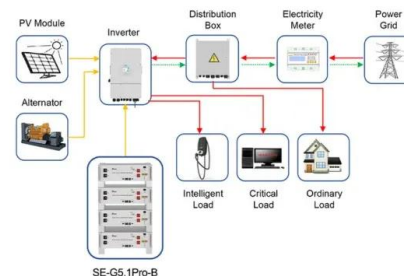 PV Module
Inverter
Distribution
Box
Electricity
Meter
Power
Grid
Alternator
Intelligent
Load
Critical
Load
Ordinary
Load
SE-G5.1Pro-B